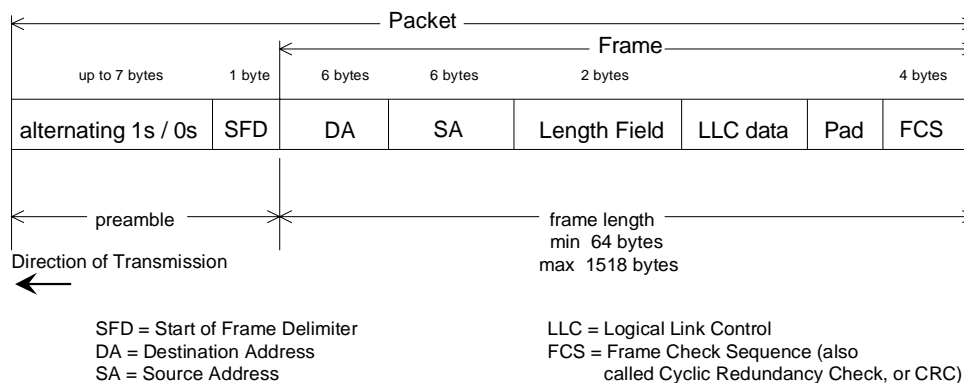 Packet
Frame
up to 7 bytes 1 byte 6 bytes 6 bytes 2 bytes 4 bytes
alternating 1s / 0s SFD DA SA Length Field LLC data Pad FCS
preamble frame length
min 64 bytes
max 1518 bytes
Direction of Transmission
SFD = Start of Frame Delimiter
DA = Destination Address
SA = Source Address
LLC = Logical Link Control
FCS = Frame Check Sequence (also
called Cyclic Redundancy Check, or CRC)